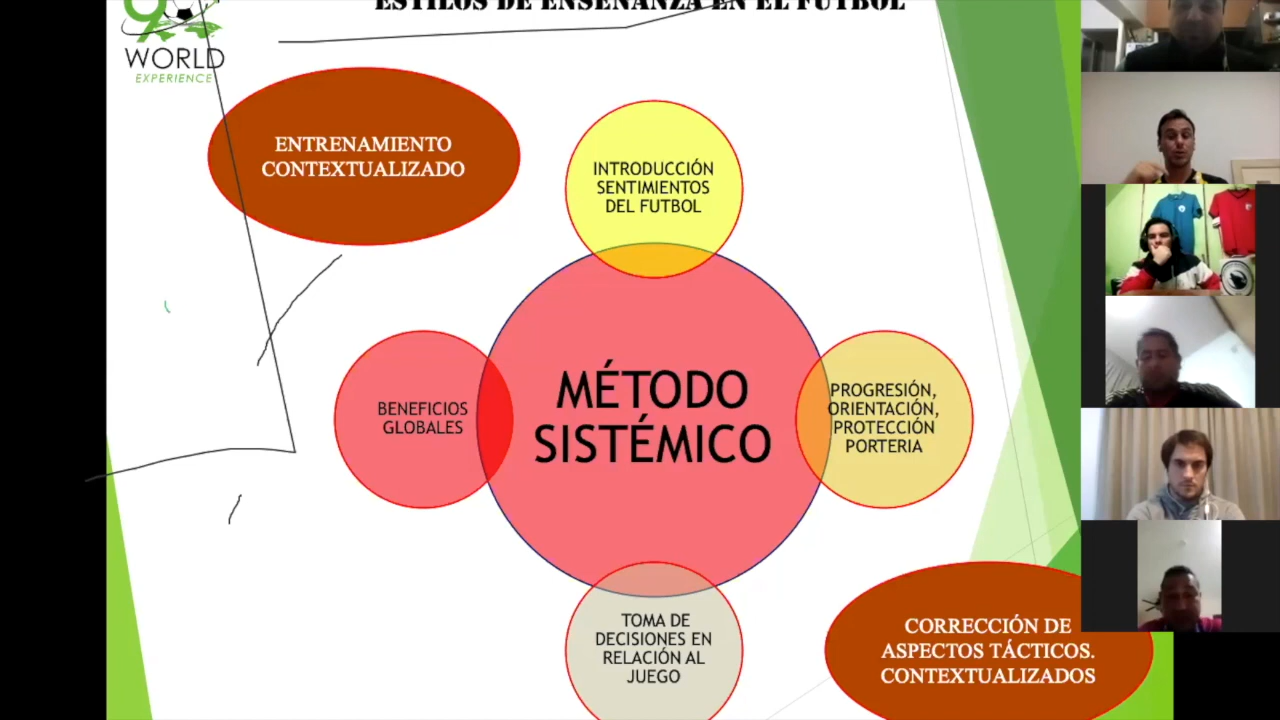 ESTILOS DE ENSEÑANZA EN EL FUTBOL
90
WORLD
EXPERIENCE
ENTRENAMIENTO
CONTEXTUALIZADO
INTRODUCCIÓN
SENTIMIENTOS
DEL FUTBOL
MÉTODO
SISTÉMICO
BENEFICIOS
GLOBALES
PROGRESIÓN,
ORIENTACIÓN,
PROTECCIÓN
PORTERIA
TOMA DE
DECISIONES EN
RELACIÓN AL
JUEGO
CORRECCIÓN DE
ASPECTOS TÁCTICOS.
CONTEXTUALIZADOS